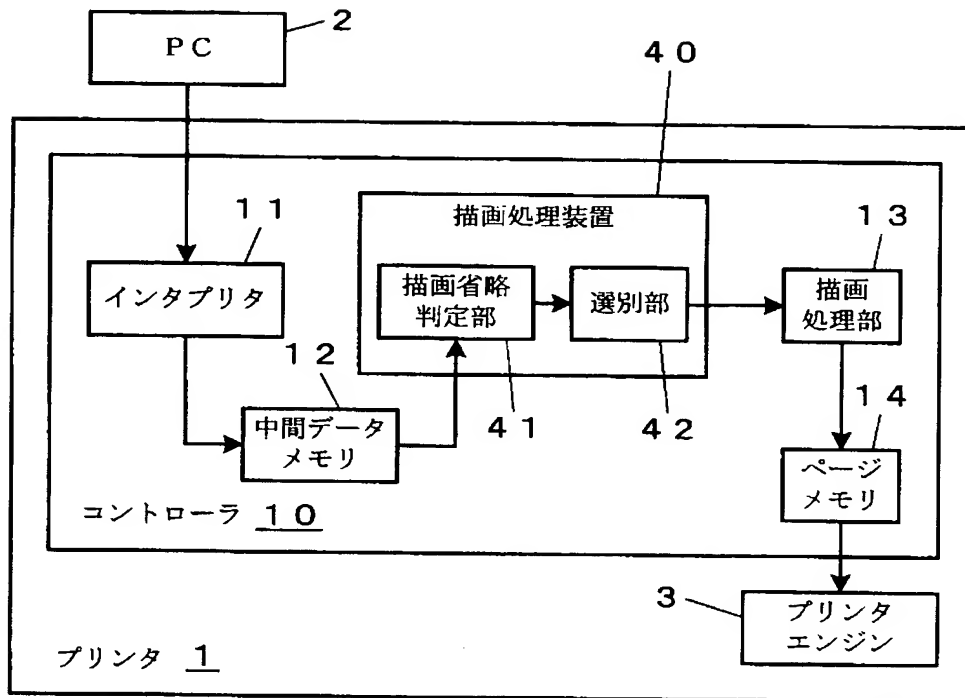 PC
2
40
描画処理装置
11
13
インタプリタ
描画省略
判定部
選別部
描画
処理部
12
41
42
14
中間データ
メモリ
ページ
メモリ
コントローラ 10
3
プリンタ
エンジン
プリンタ 1